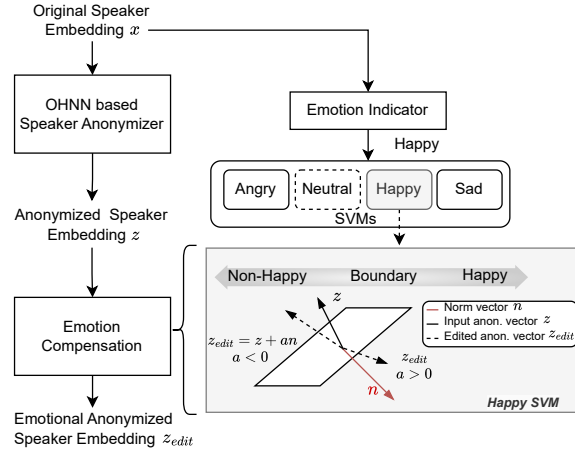 Original Speaker
Embedding x
OHNN based
Speaker Anonymizer
Emotion Indicator
Happy
Angry
Neutral
Happy
Sad
SVMs
Anonymized Speaker
Embedding z
Non-Happy
Boundary
Happy
Emotion
Compensation
z
z_edit = z + an
a < 0
z_edit
a > 0
n
Norm vector n
Input anon. vector z
Edited anon. vector z_edit
Happy SVM
Emotional Anonymized
Speaker Embedding z_edit